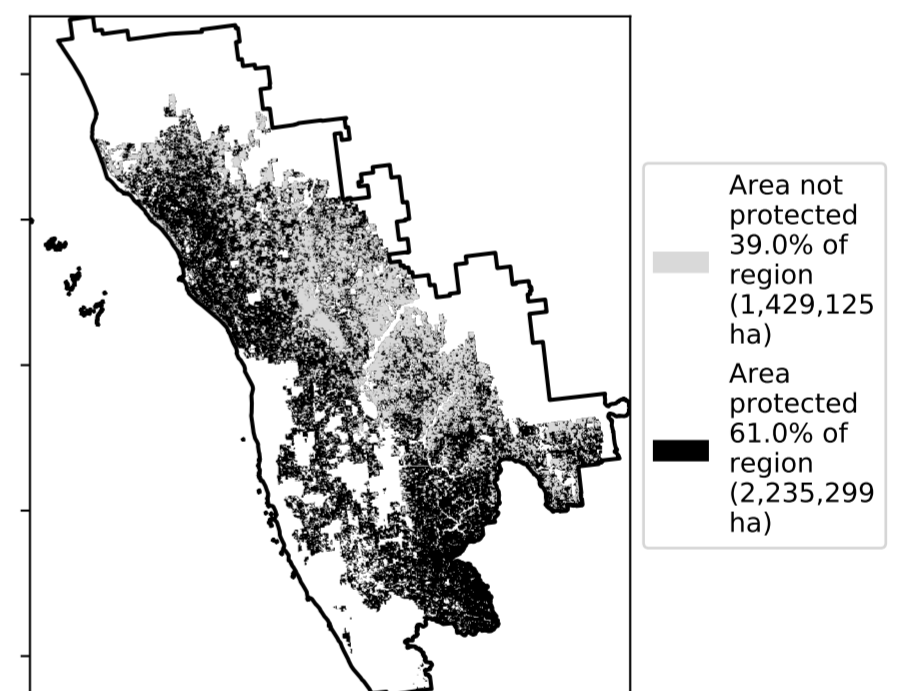 Area not
protected
39.0% of
region
(1,429,125
ha)
Area
protected
61.0% of
region
(2,235,299
ha)